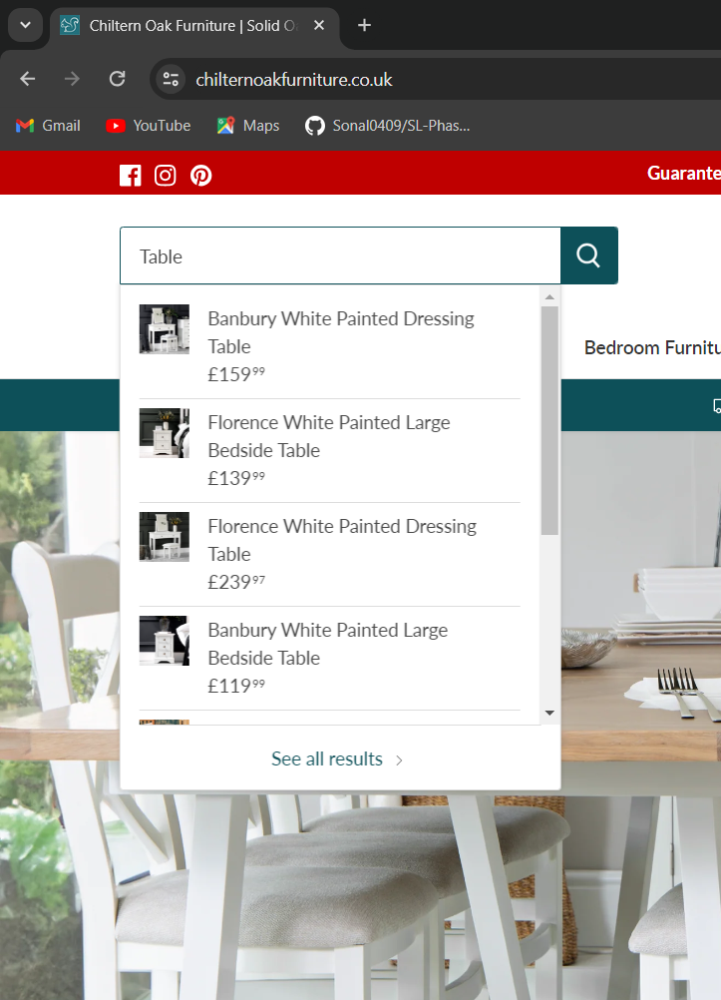 Chiltern Oak Furniture | Solid O
chilternoakfurniture.co.uk
Gmail
YouTube
Maps
Sonal0409/SL-Phas...
Guarante
Table
Banbury White Painted Dressing
Table
£159⁹⁹
Bedroom Furnitu
Florence White Painted Large
Bedside Table
£139⁹⁹
Florence White Painted Dressing
Table
£239⁹⁷
Banbury White Painted Large
Bedside Table
£119⁹⁹
See all results